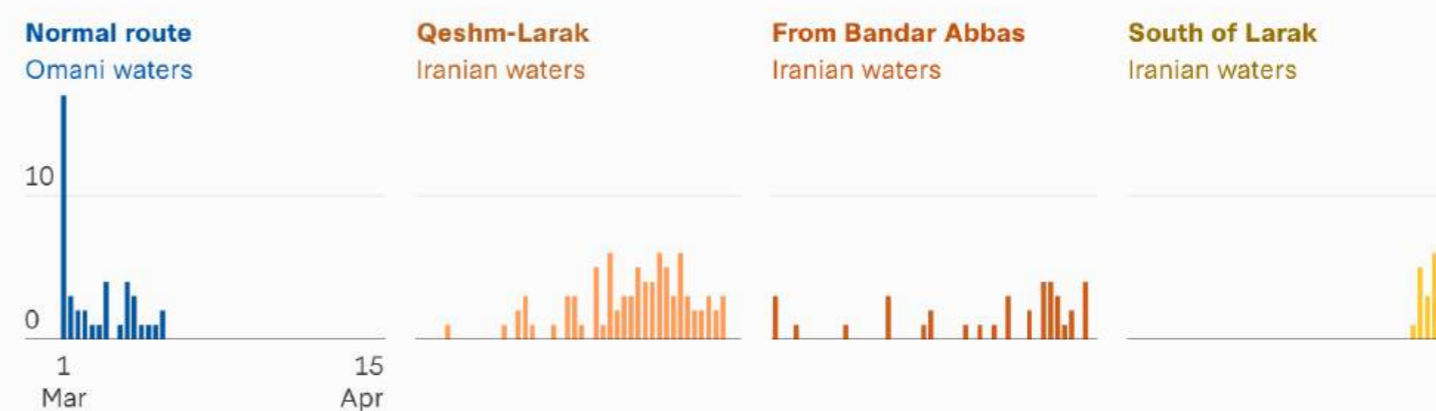 Normal route
Omani waters
Qeshm-Larak
Iranian waters
From Bandar Abbas
Iranian waters
South of Larak
Iranian waters
10
0
1
Mar
15
Apr